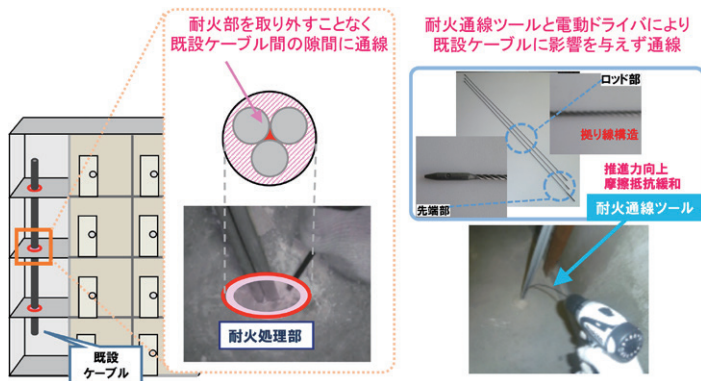 耐火部を取り外すことなく
既設ケーブル間の隙間に通線
耐火処理部
既設
ケーブル
耐火通線ツールと電動ドライバにより
既設ケーブルに影響を与えず通線
ロッド部
拠り線構造
先端部
推進力向上
摩擦抵抗緩和
耐火通線ツール